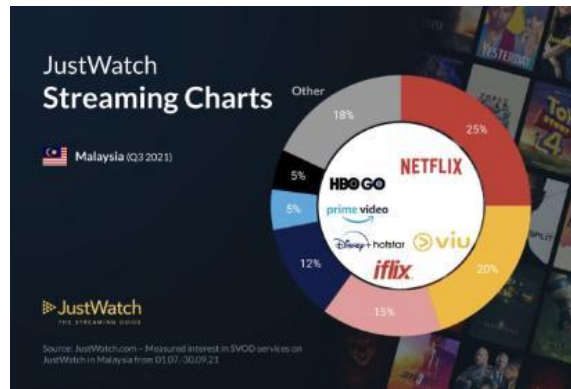 JustWatch
Streaming Charts
Malaysia (Q3 2021)
Other
18%
25%
5%
5%
12%
15%
20%
NETFLIX
HBO GO
prime video
Disney+ hotstar
viu
iflix
JustWatch
THE STREAMING GUIDE
Source: JustWatch.com – Measured interest in SVOD services on
JustWatch in Malaysia from 01.07.-30.09.21
YESTERDAY
SPLIT